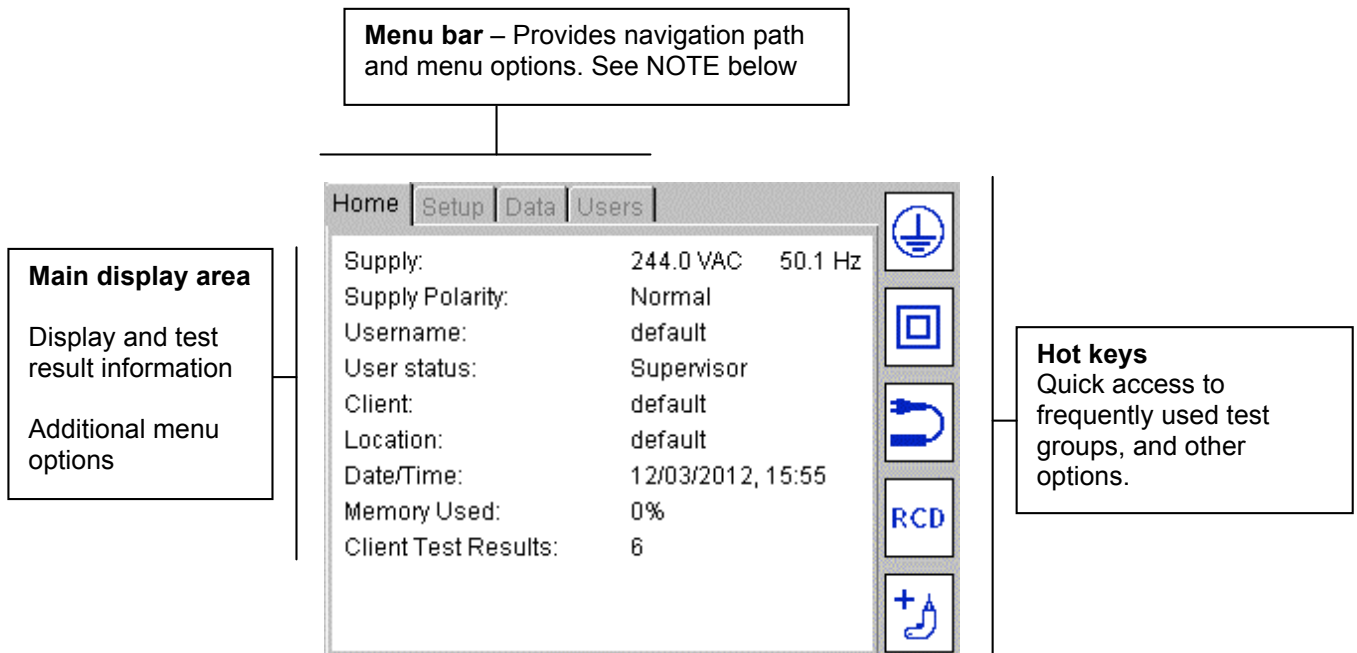 Menu bar – Provides navigation path
and menu options. See NOTE below
Home Setup Data Users
Main display area
Display and test
result information
Additional menu
options
Supply: 244.0 VAC 50.1 Hz
Supply Polarity: Normal
Username: default
User status: Supervisor
Client: default
Location: default
Date/Time: 12/03/2012, 15:55
Memory Used: 0%
Client Test Results: 6
RCD
+
Hot keys
Quick access to
frequently used test
groups, and other
options.